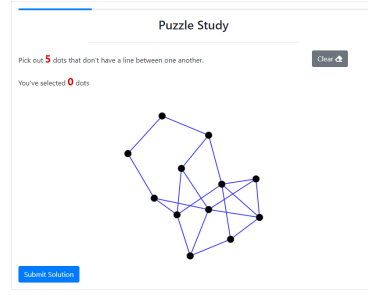 Puzzle Study
Pick out 5 dots that don't have a line between one another.
Clear
You've selected 0 dots
Submit Solution